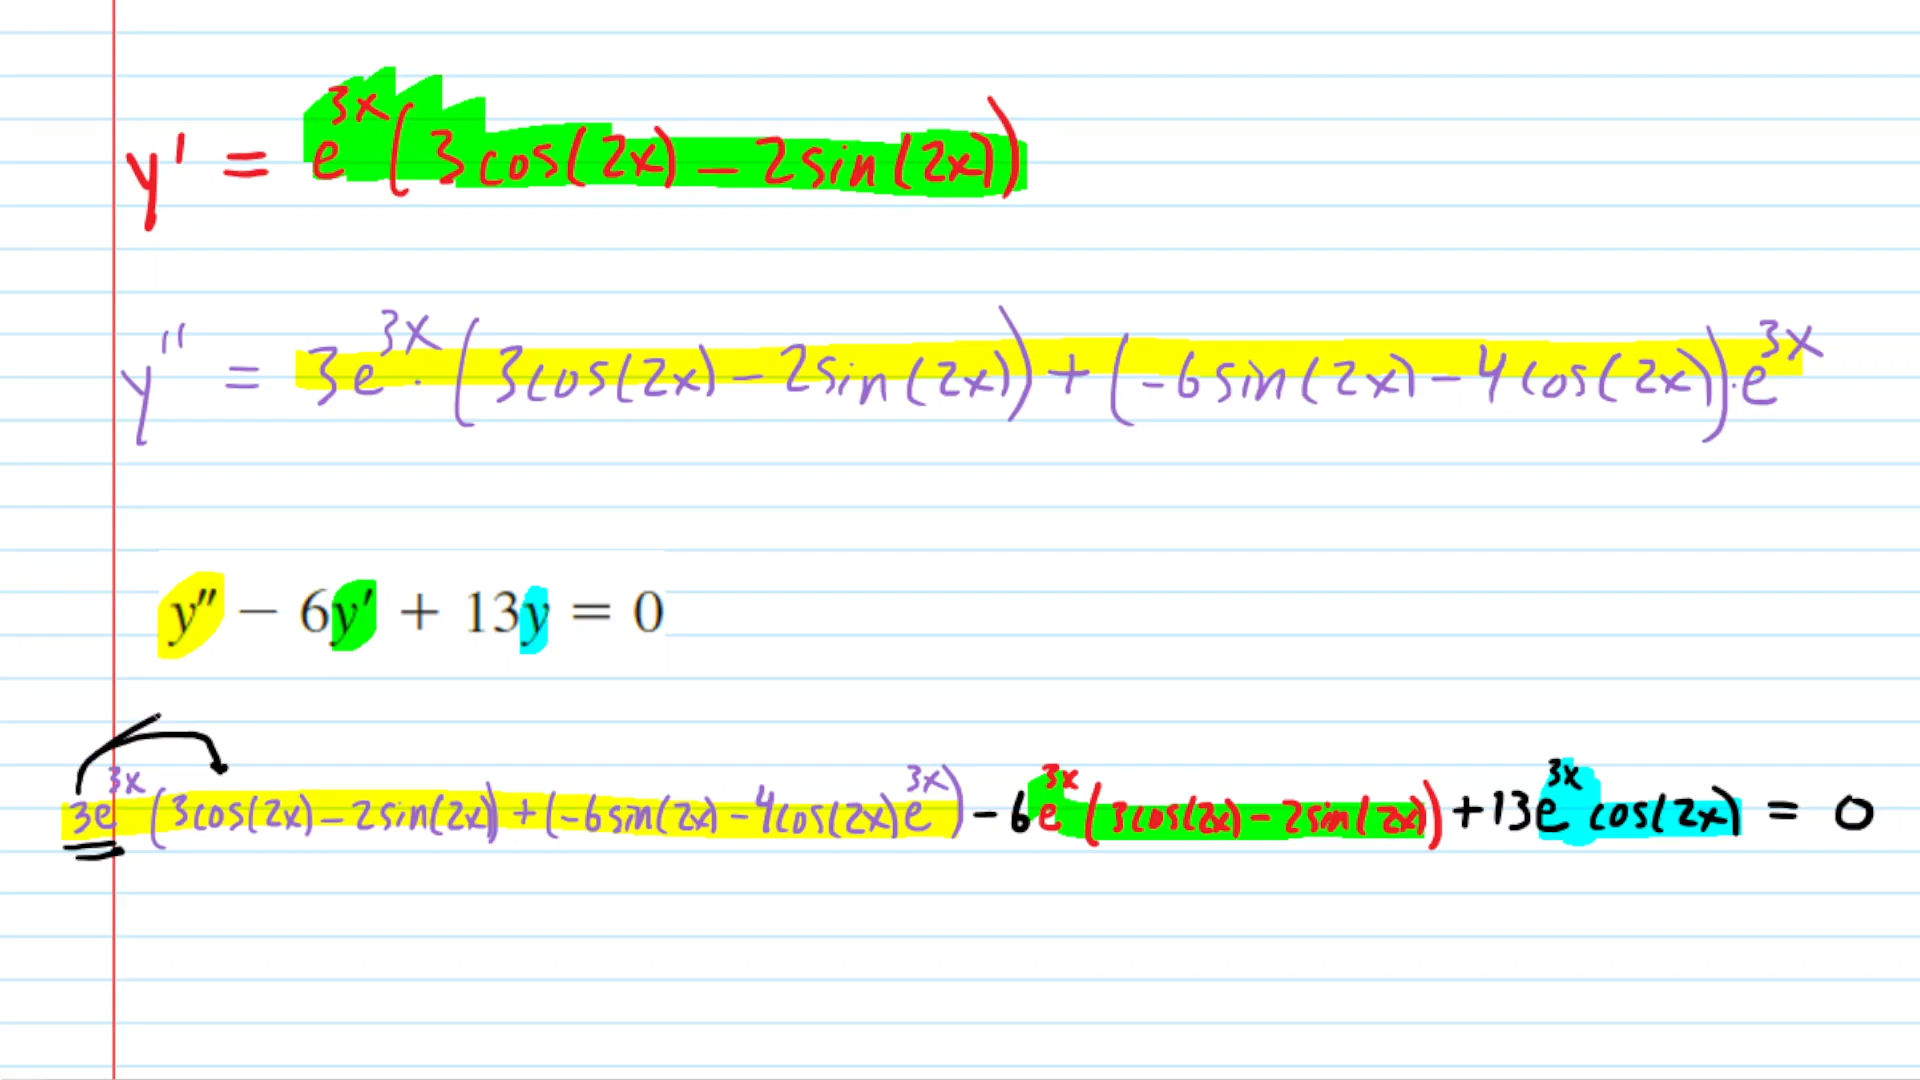 y' = e^{3x}(3cos(2x) - 2sin(2x))
y'' = 3e^{3x} · (3cos(2x) - 2sin(2x)) + (-6sin(2x) - 4cos(2x)) · e^{3x}
y'' − 6y' + 13y = 0
3e^{3x}(3cos(2x) - 2sin(2x)) + (-6sin(2x) - 4cos(2x)e^{3x}) - 6e^{3x}(3cos(2x) - 2sin(2x)) + 13e^{3x}cos(2x) = 0